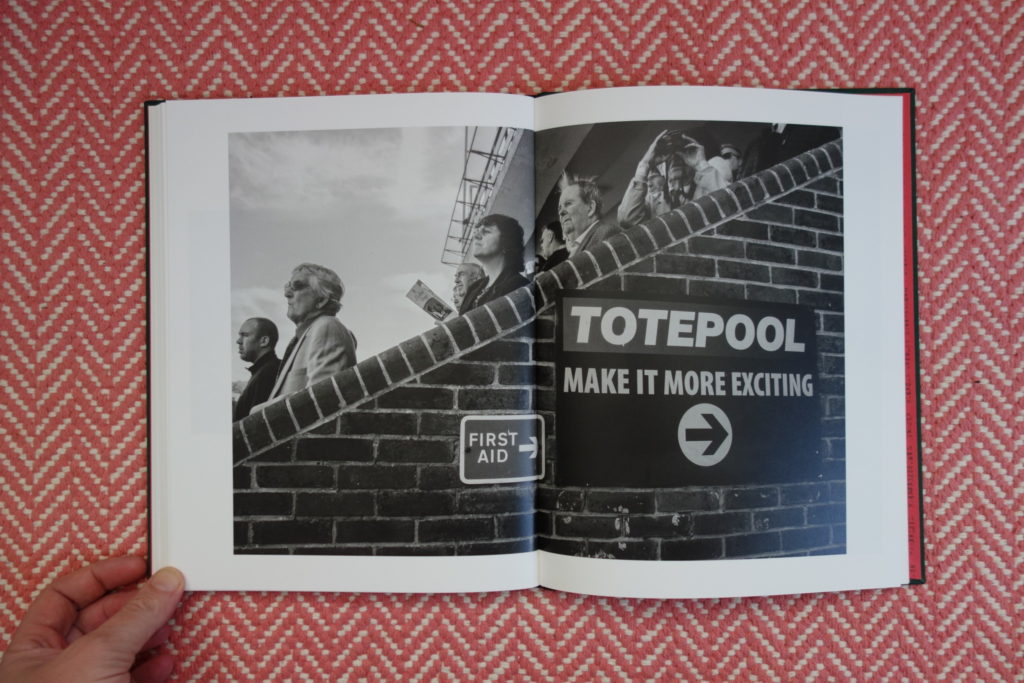 FIRST
AID
TOTEPOOL
MAKE IT MORE EXCITING